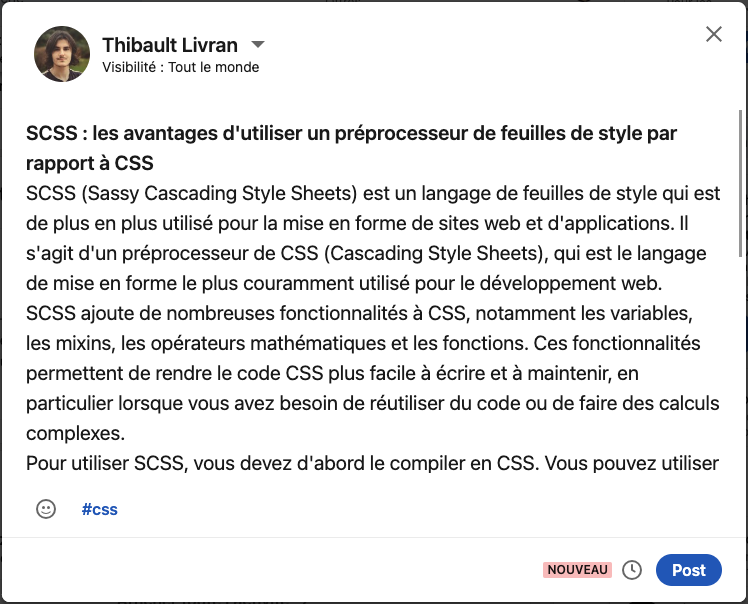 Thibault Livran
Visibilité : Tout le monde
SCSS : les avantages d'utiliser un préprocesseur de feuilles de style par
rapport à CSS
SCSS (Sassy Cascading Style Sheets) est un langage de feuilles de style qui est
de plus en plus utilisé pour la mise en forme de sites web et d'applications. Il
s'agit d'un préprocesseur de CSS (Cascading Style Sheets), qui est le langage
de mise en forme le plus couramment utilisé pour le développement web.
SCSS ajoute de nombreuses fonctionnalités à CSS, notamment les variables,
les mixins, les opérateurs mathématiques et les fonctions. Ces fonctionnalités
permettent de rendre le code CSS plus facile à écrire et à maintenir, en
particulier lorsque vous avez besoin de réutiliser du code ou de faire des calculs
complexes.
Pour utiliser SCSS, vous devez d'abord le compiler en CSS. Vous pouvez utiliser
#css
NOUVEAU
Post